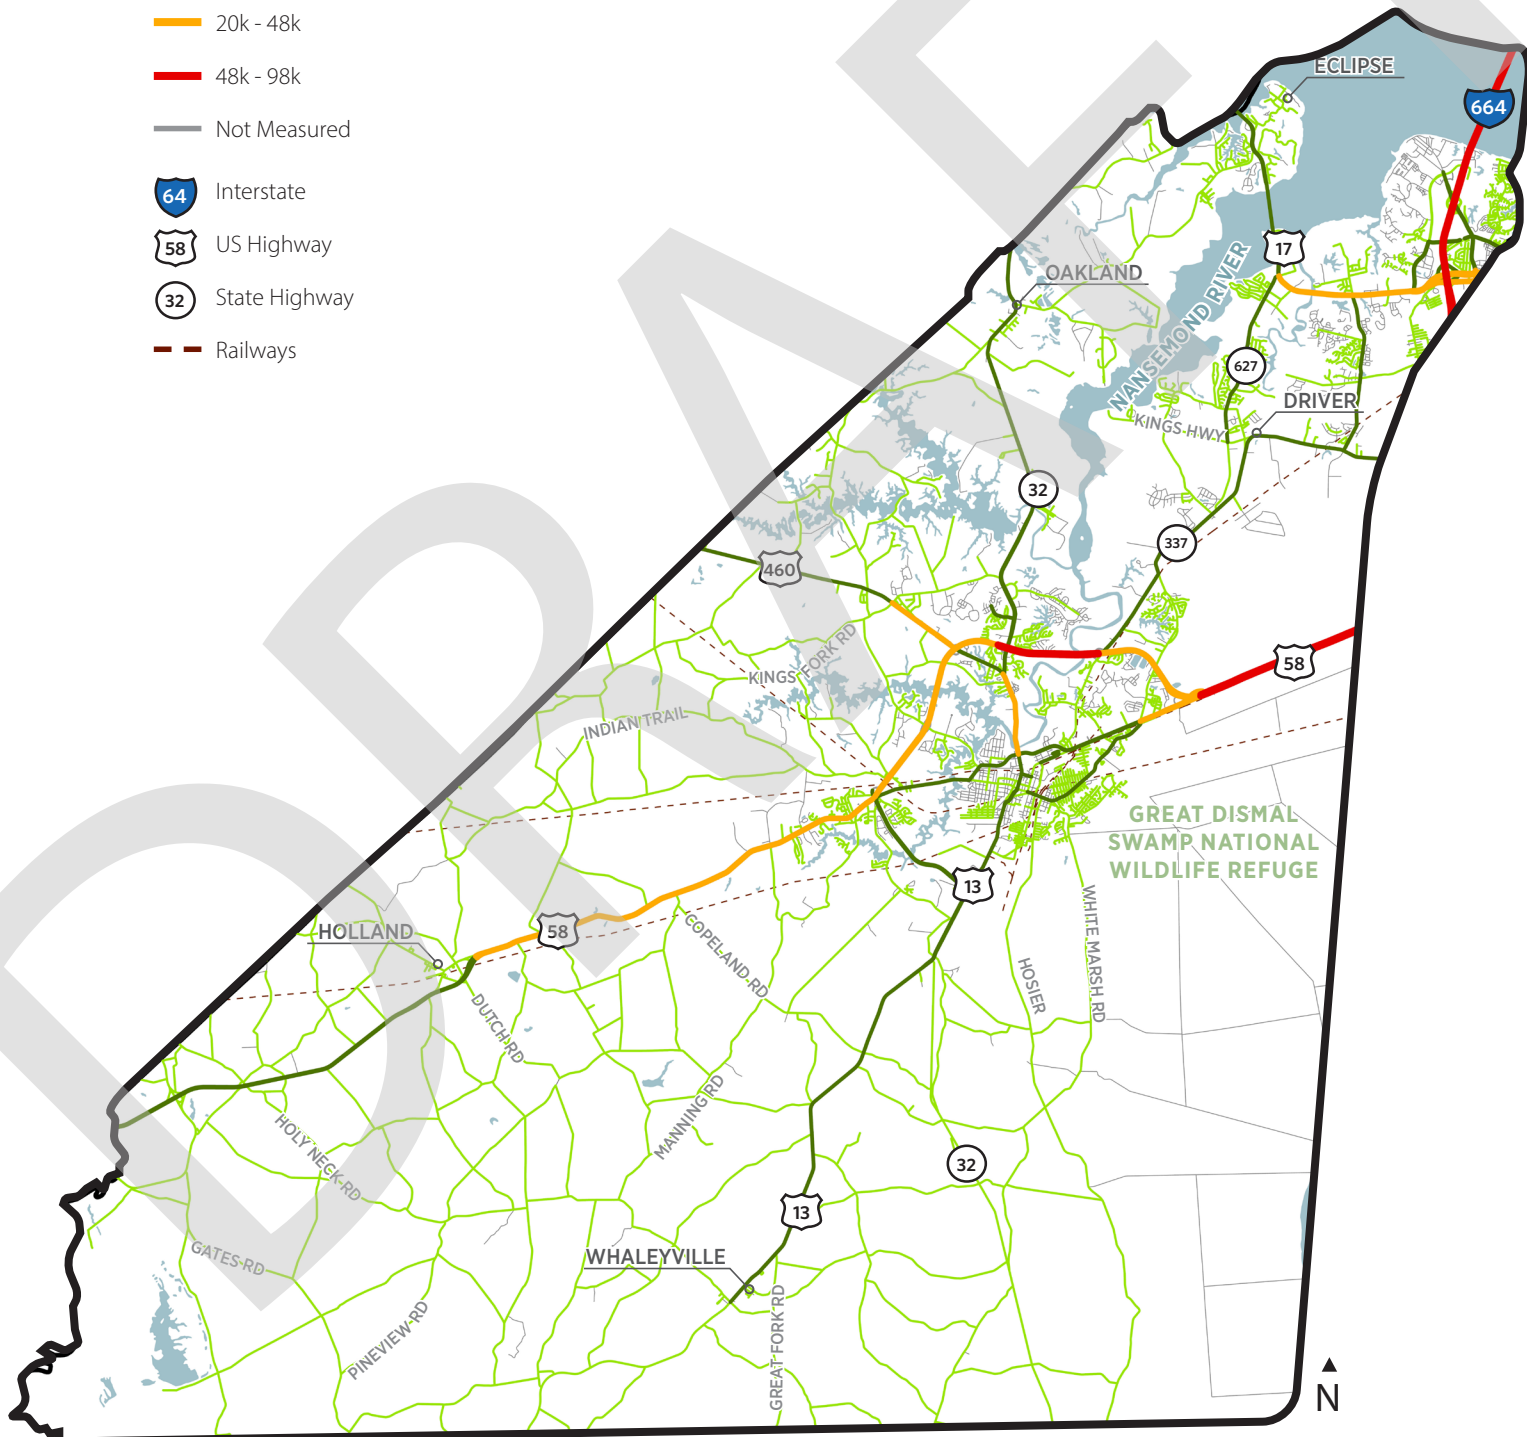 20k - 48k
48k - 98k
Not Measured
64 Interstate
58 US Highway
32 State Highway
Railways
DRAFT
ECLIPSE
664
17
OAKLAND
NANSEMOND RIVER
627
DRIVER
KINGS HWY
32
337
460
KINGS FORK RD
58
INDIAN TRAIL
GREAT DISMAL
SWAMP NATIONAL
WILDLIFE REFUGE
13
HOLLAND
58
COPELAND RD
WHITE MARSH RD
HOSIER
DUTCH RD
MANNING RD
HOLY NECK RD
32
13
GATES RD
WHALEYVILLE
PINEVIEW RD
GREAT FORK RD
N